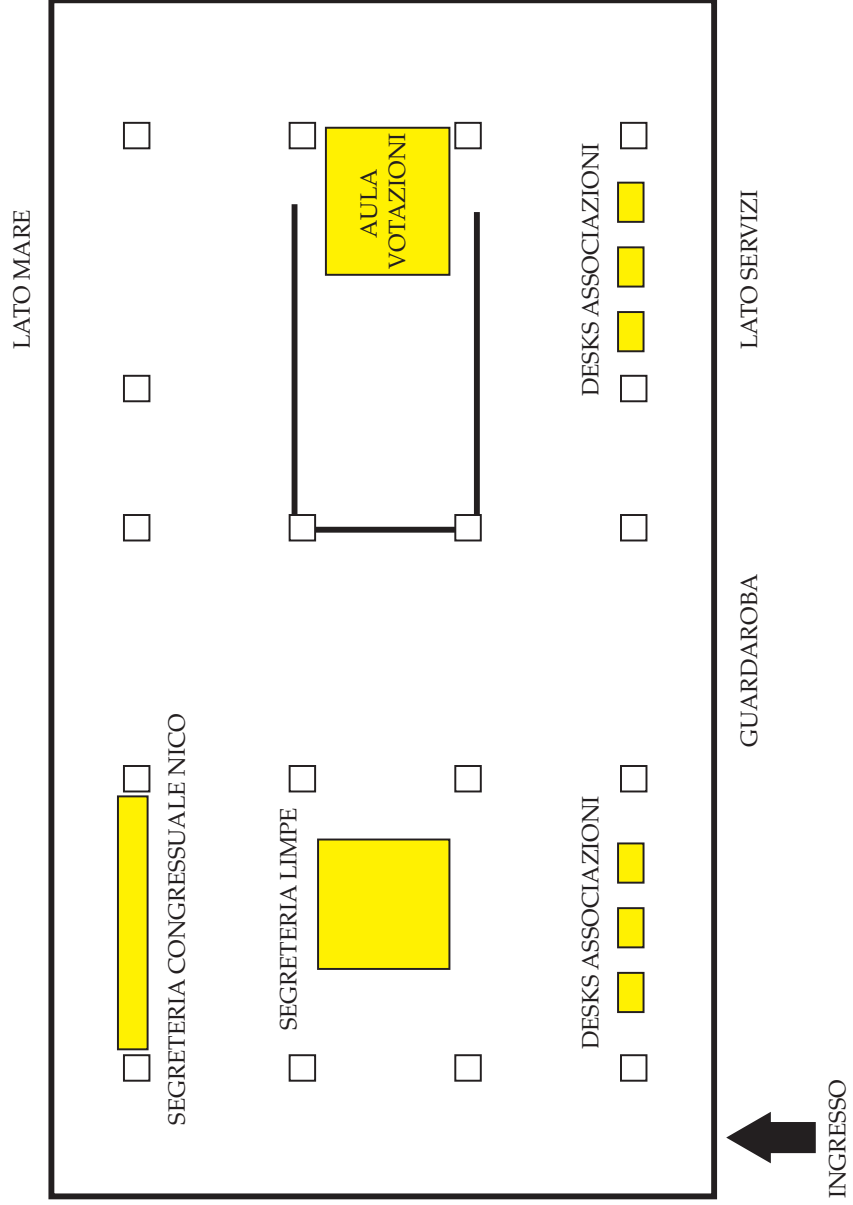 LATO MARE
SEGRETERIA CONGRESSUALE NICO
SEGRETERIA LIMPE
AULA
VOTAZIONI
DESKS ASSOCIAZIONI
DESKS ASSOCIAZIONI
INGRESSO
GUARDAROBA
LATO SERVIZI